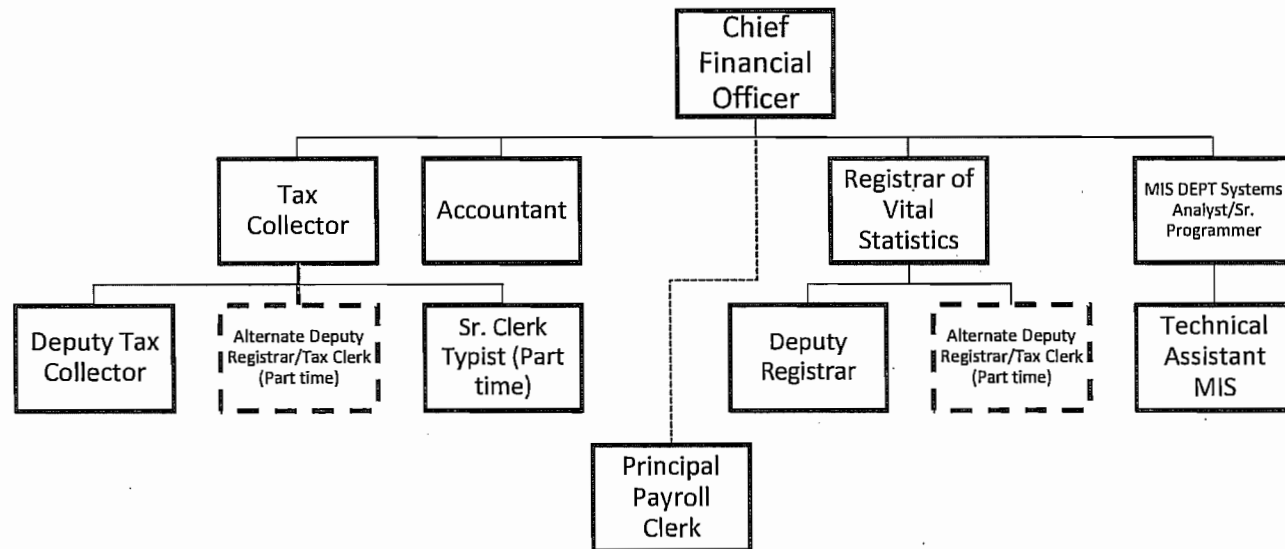 Chief
Financial
Officer
Tax
Collector
Accountant
Registrar of
Vital
Statistics
MIS DEPT Systems
Analyst/Sr.
Programmer
Deputy Tax
Collector
Alternate Deputy
Registrar/Tax Clerk
(Part time)
Sr. Clerk
Typist (Part
time)
Deputy
Registrar
Alternate Deputy
Registrar/Tax Clerk
(Part time)
Technical
Assistant
MIS
Principal
Payroll
Clerk